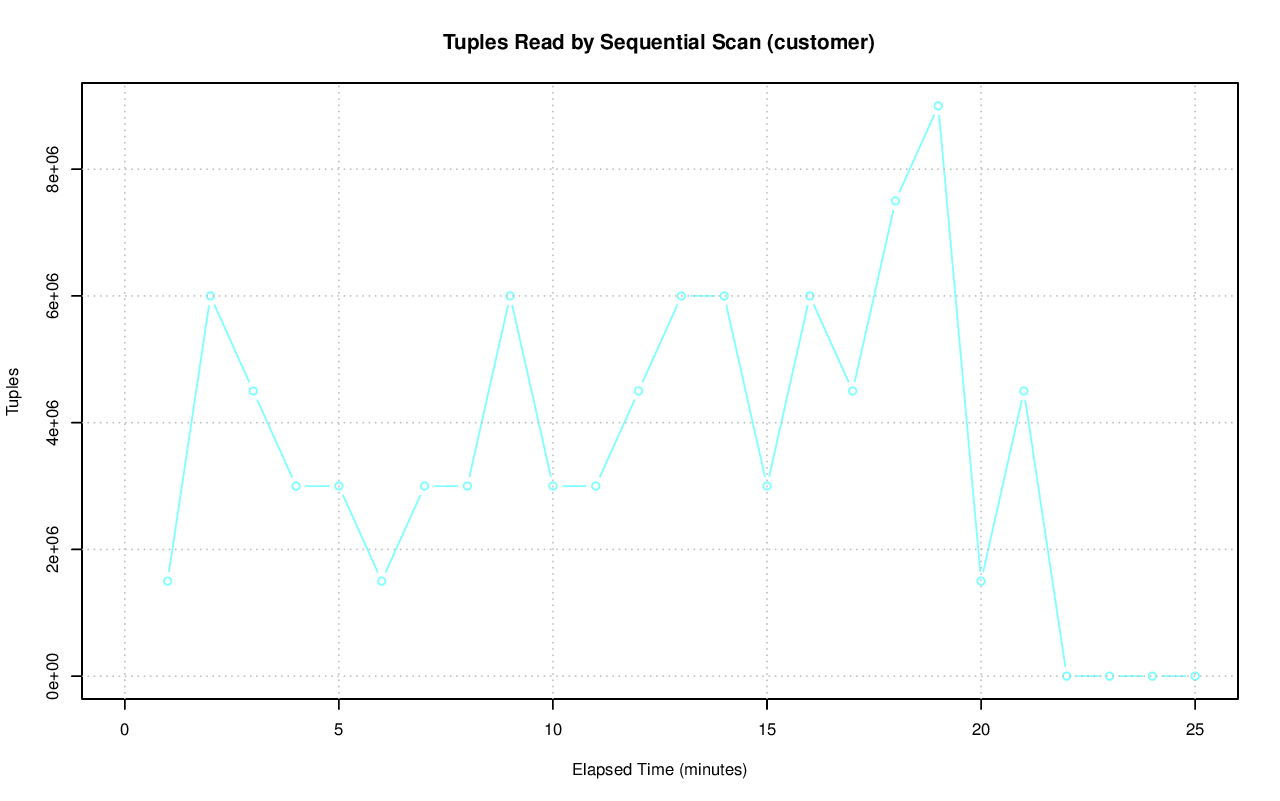 Tuples Read by Sequential Scan (customer)
Tuples
8e+06
6e+06
4e+06
2e+06
0e+00
0 5 10 15 20 25
Elapsed Time (minutes)